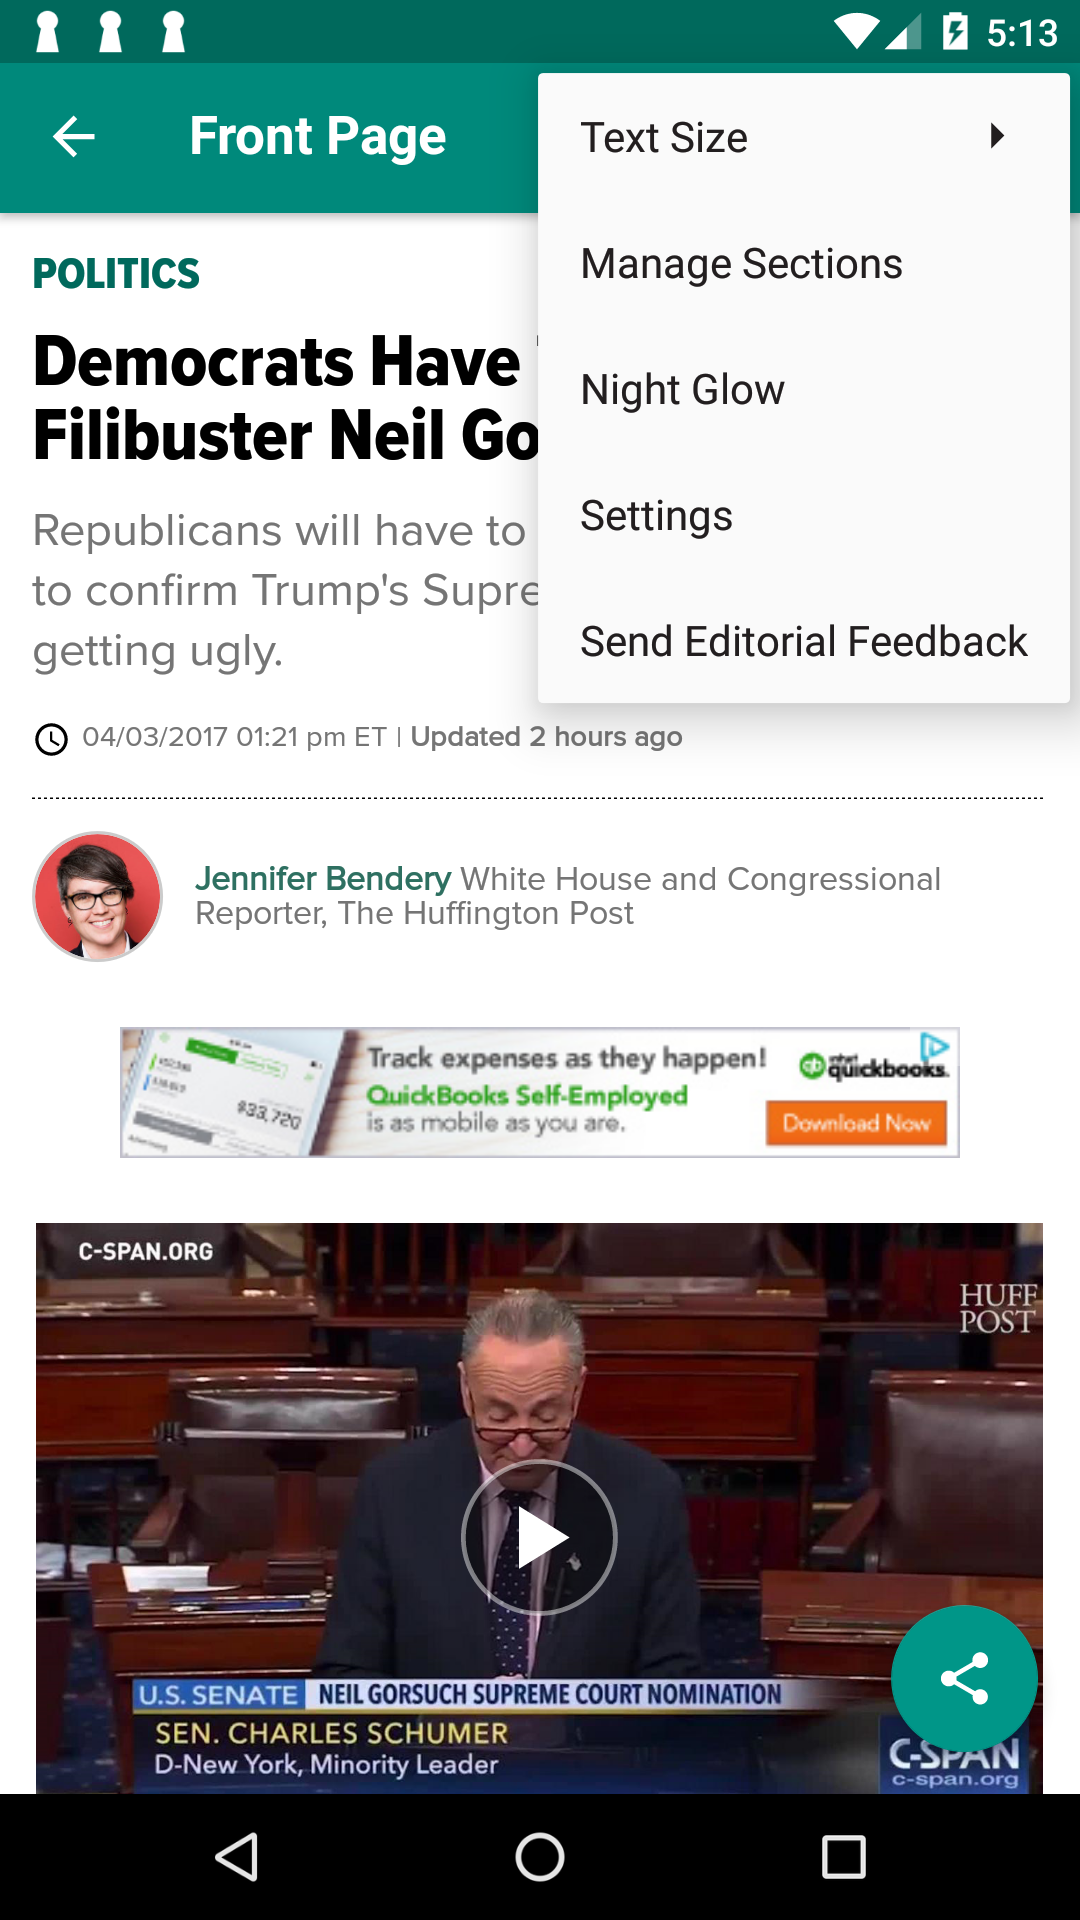 5:13
Front Page
Text Size
Manage Sections
Night Glow
Settings
Send Editorial Feedback
POLITICS
Democrats Have
Filibuster Neil Go
Republicans will have to
to confirm Trump's Supre
getting ugly.
04/03/2017 01:21 pm ET | Updated 2 hours ago
Jennifer Bendery White House and Congressional
Reporter, The Huffington Post
Track expenses as they happen!
QuickBooks Self-Employed
is as mobile as you are.
$33,720
intuit
quickbooks.
Download Now
C-SPAN.ORG
HUFF
POST
U.S. SENATE NEIL GORSUCH SUPREME COURT NOMINATION
SEN. CHARLES SCHUMER
D-New York, Minority Leader
C-SPAN
c-span.org